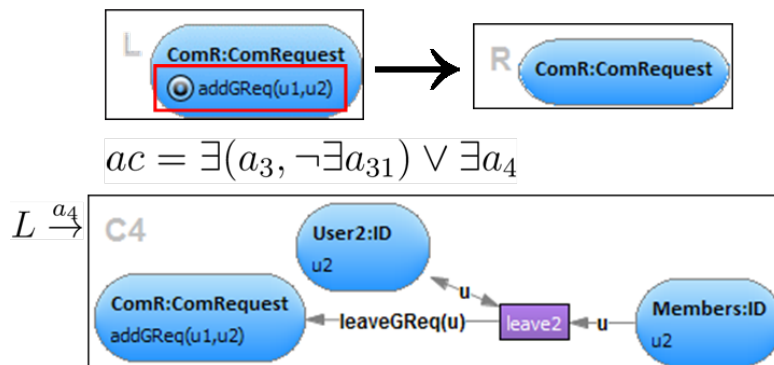 L
ComR:ComRequest
addGReq(u1,u2)
R
ComR:ComRequest
ac = ∃(a₃, ¬∃a₃₁) ∨ ∃a₄
L →^{a₄}
C4
User2:ID
u2
ComR:ComRequest
addGReq(u1,u2)
leaveGReq(u)
u
leave2
u
Members:ID
u2